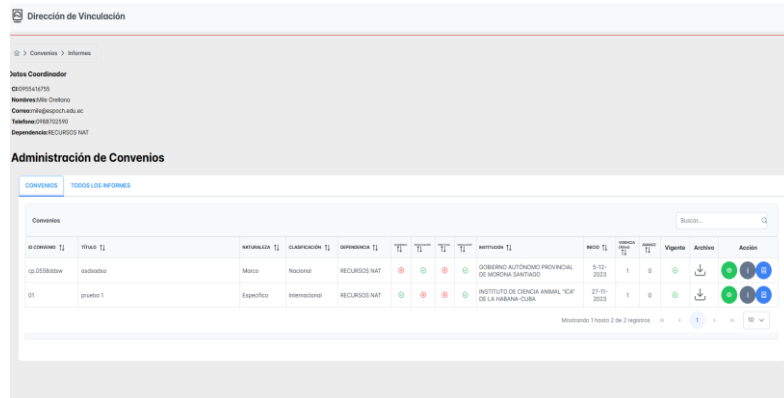 Dirección de Vinculación
> Convenios > Informes
Datos Coordinador
CI:0955416755
Nombres:Mile Orellana
Correo:mile@espoch.edu.ec
Telefono:0988702590
Dependencia:RECURSOS NAT
Administración de Convenios
CONVENIOS TODOS LOS INFORMES
Convenios Buscar...
ID CONVENIO TÍTULO NATURALEZA CLASIFICACIÓN DEPENDENCIA INSTITUCIÓN INICIO VIGENCIA AVANCE Vigente Archivo Acción
cp.0558ddsw asdsadsa Marco Nacional RECURSOS NAT GOBIERNO AUTÓNOMO PROVINCIAL 5-12- 1 0
DE MORONA SANTIAGO 2023
01 prueba 1 Especifico Internacional RECURSOS NAT INSTITUTO DE CIENCIA ANIMAL "ICA" 27-11- 1 0
DE LA HABANA-CUBA 2023
Mostrando 1 hasta 2 de 2 registros « < 1 > » 10